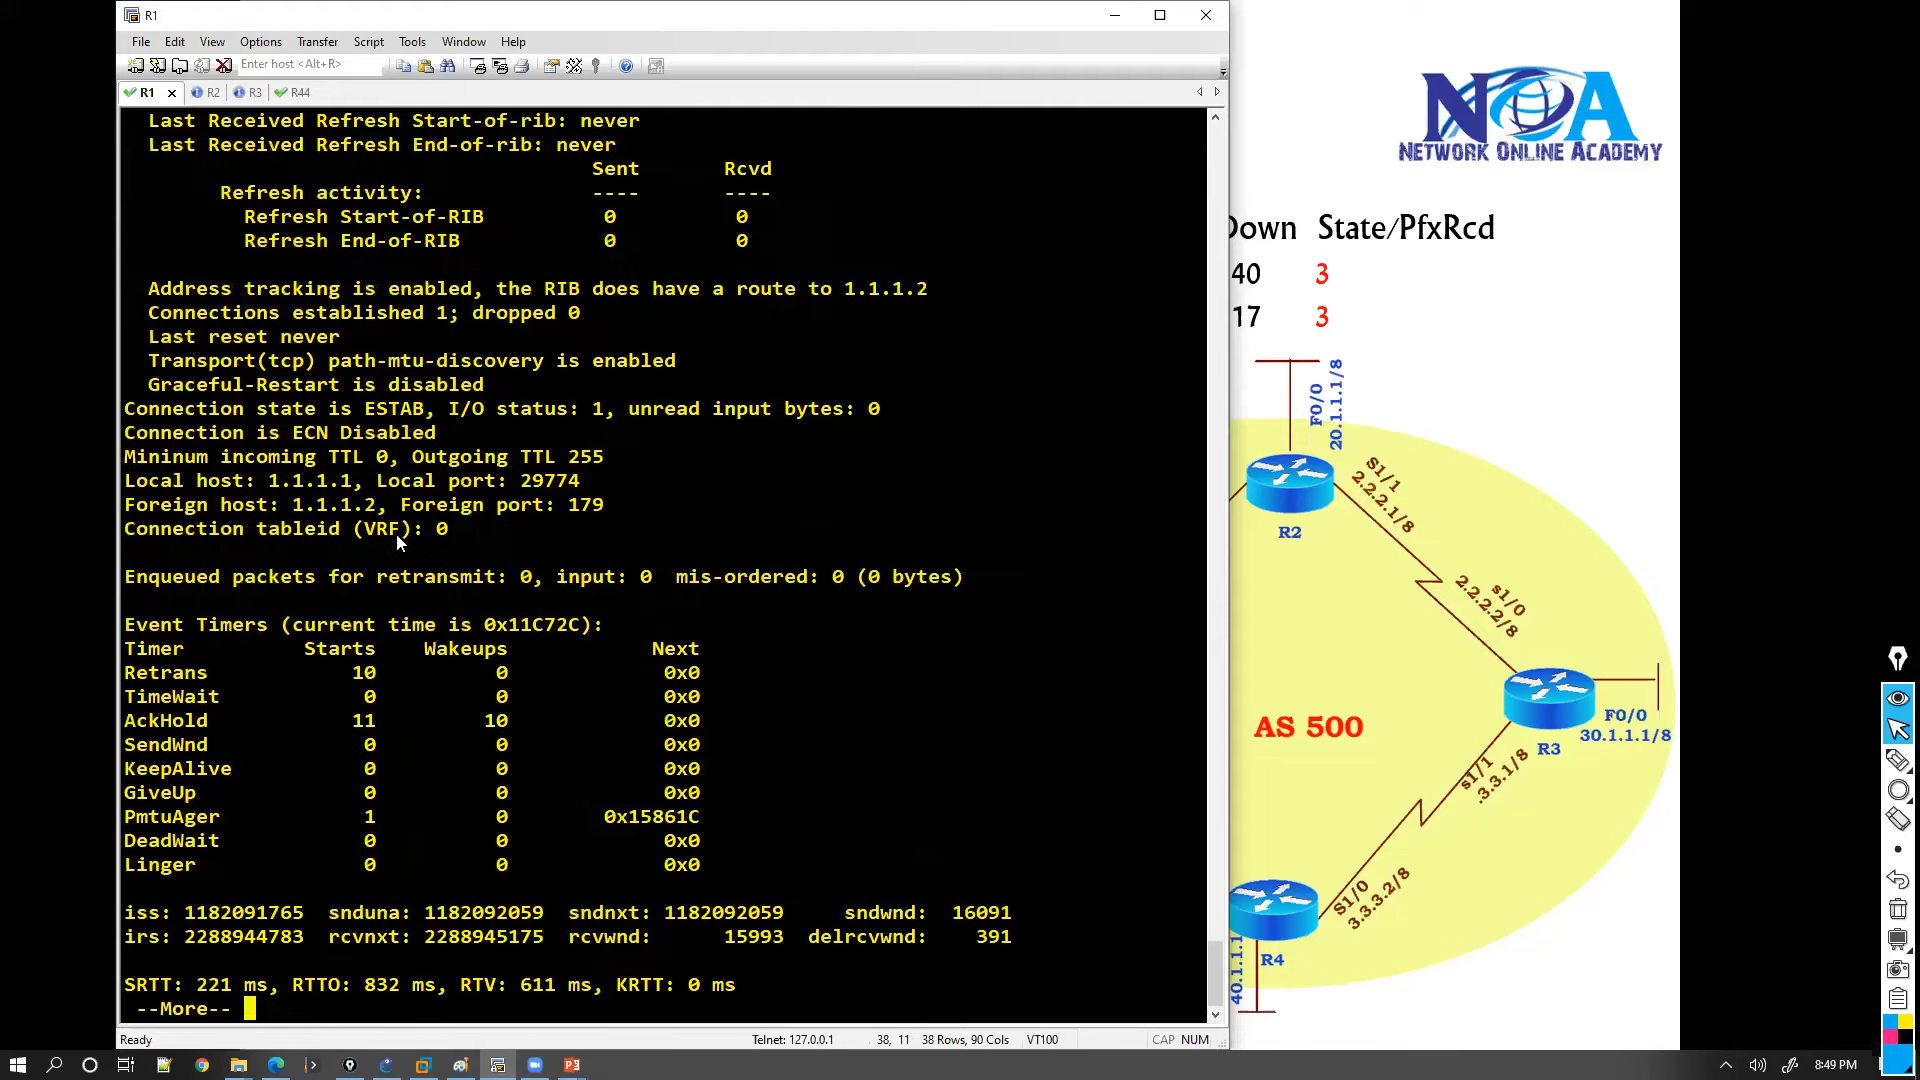 R1
File Edit View Options Transfer Script Tools Window Help
Enter host <Alt+R>
R1 R2 R3 R44
Last Received Refresh Start-of-rib: never
Last Received Refresh End-of-rib: never
Sent Rcvd
Refresh activity: ---- ----
Refresh Start-of-RIB 0 0
Refresh End-of-RIB 0 0
Address tracking is enabled, the RIB does have a route to 1.1.1.2
Connections established 1; dropped 0
Last reset never
Transport(tcp) path-mtu-discovery is enabled
Graceful-Restart is disabled
Connection state is ESTAB, I/O status: 1, unread input bytes: 0
Connection is ECN Disabled
Mininum incoming TTL 0, Outgoing TTL 255
Local host: 1.1.1.1, Local port: 29774
Foreign host: 1.1.1.2, Foreign port: 179
Connection tableid (VRF): 0
Enqueued packets for retransmit: 0, input: 0 mis-ordered: 0 (0 bytes)
Event Timers (current time is 0x11C72C):
Timer Starts Wakeups Next
Retrans 10 0 0x0
TimeWait 0 0 0x0
AckHold 11 10 0x0
SendWnd 0 0 0x0
KeepAlive 0 0 0x0
GiveUp 0 0 0x0
PmtuAger 1 0 0x15861C
DeadWait 0 0 0x0
Linger 0 0 0x0
iss: 1182091765 snduna: 1182092059 sndnxt: 1182092059 sndwnd: 16091
irs: 2288944783 rcvnxt: 2288945175 rcvwnd: 15993 delrcvwnd: 391
SRTT: 221 ms, RTTO: 832 ms, RTV: 611 ms, KRTT: 0 ms
--More--
Ready Telnet: 127.0.0.1 38, 11 38 Rows, 90 Cols VT100 CAP NUM
NOA
NETWORK ONLINE ACADEMY
Down State/PfxRcd
40 3
17 3
F0/0
20.1.1.1/8
R2
S1/1
2.2.2.1/8
s1/0
2.2.2.2/8
AS 500
F0/0
30.1.1.1/8
R3
s1/1
.3.3.1/8
S1/0
3.3.3.2/8
R4
40.1.1.1
8:49 PM